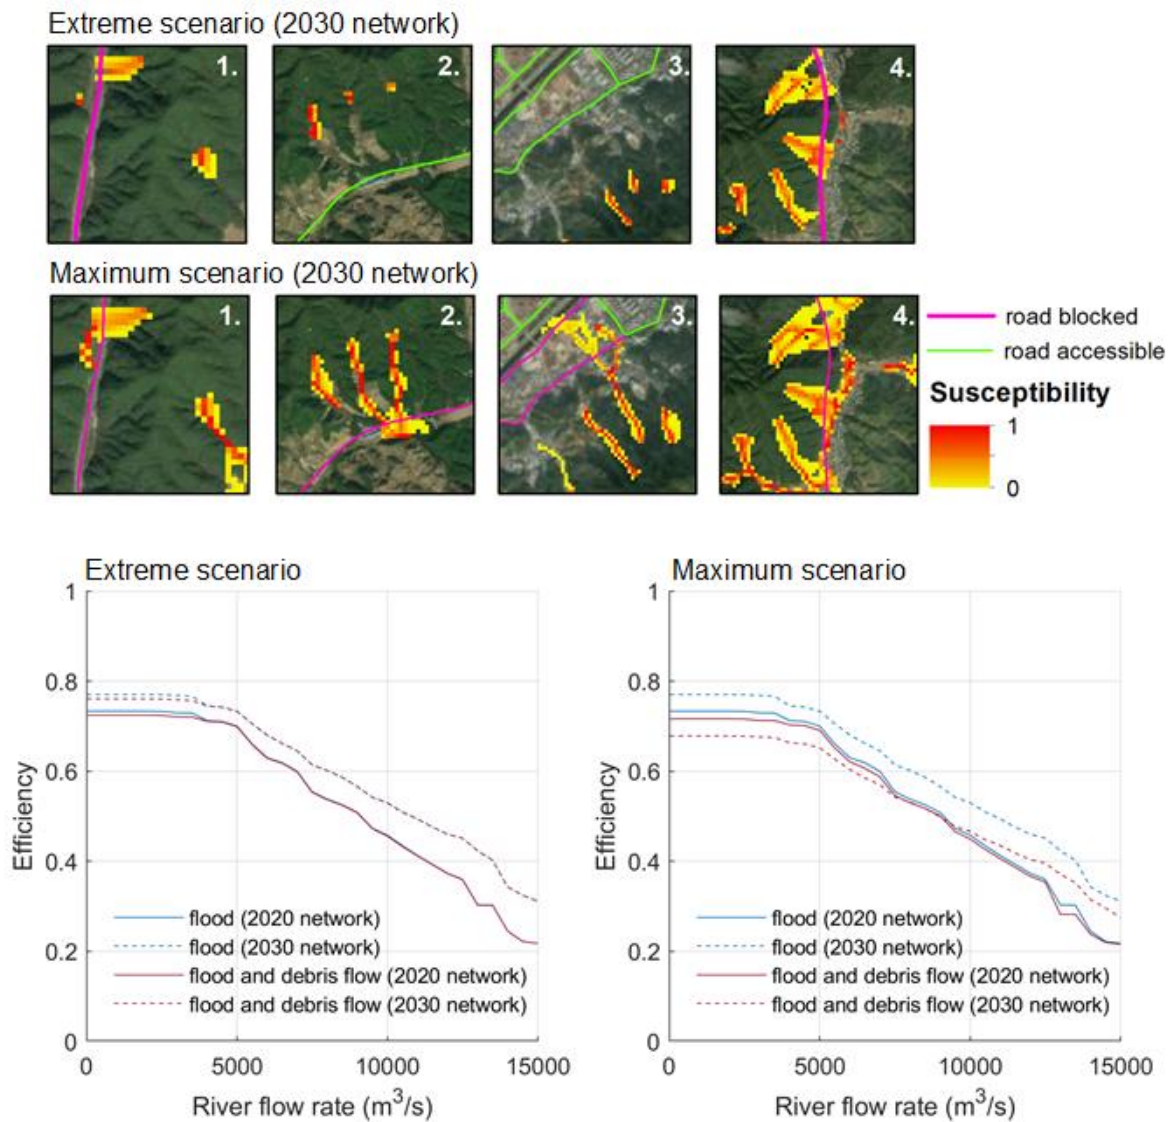 Extreme scenario (2030 network)
1.
2.
3.
4.
Maximum scenario (2030 network)
1.
2.
3.
4.
road blocked
road accessible
Susceptibility
1
0
Extreme scenario
1
0.8
0.6
0.4
0.2
0
Efficiency
flood (2020 network)
flood (2030 network)
flood and debris flow (2020 network)
flood and debris flow (2030 network)
0 5000 10000 15000
River flow rate (m³/s)
Maximum scenario
1
0.8
0.6
0.4
0.2
0
Efficiency
flood (2020 network)
flood (2030 network)
flood and debris flow (2020 network)
flood and debris flow (2030 network)
0 5000 10000 15000
River flow rate (m³/s)